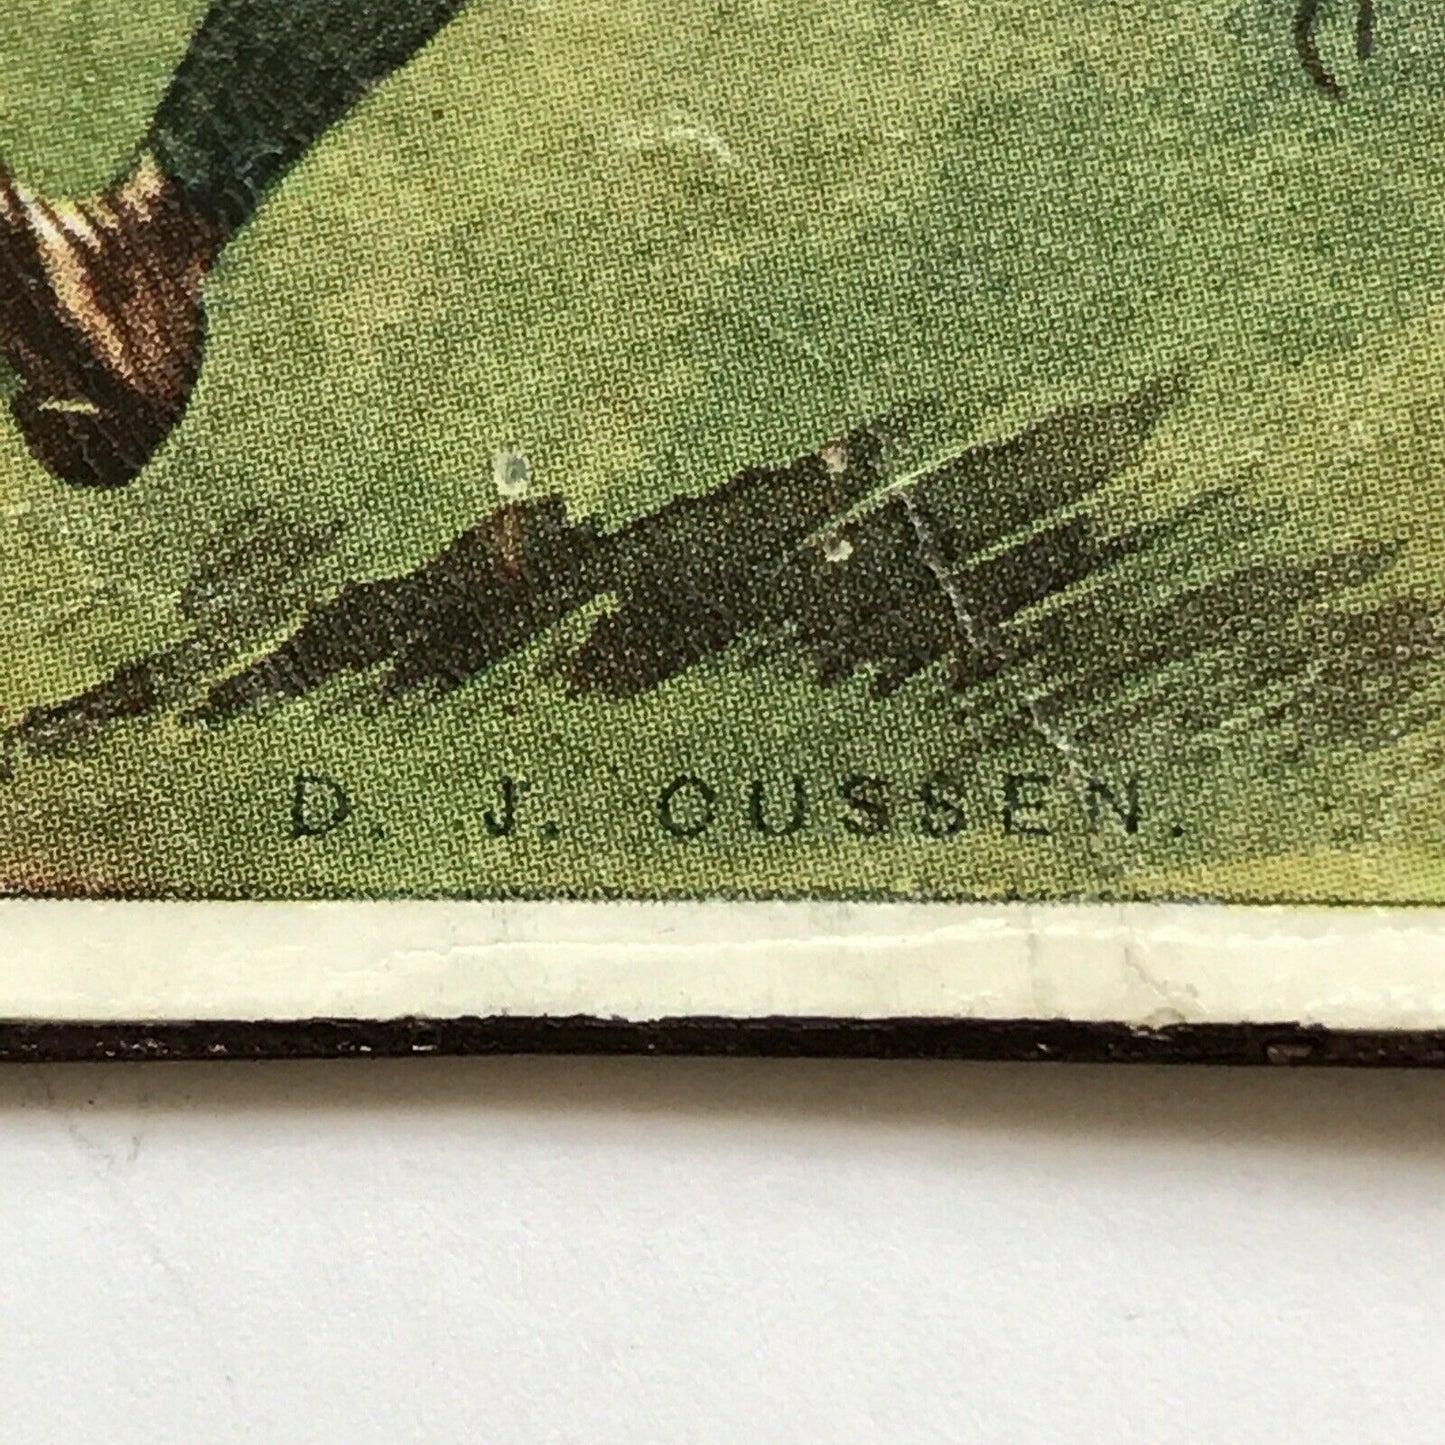 D. J. OUSSEN.